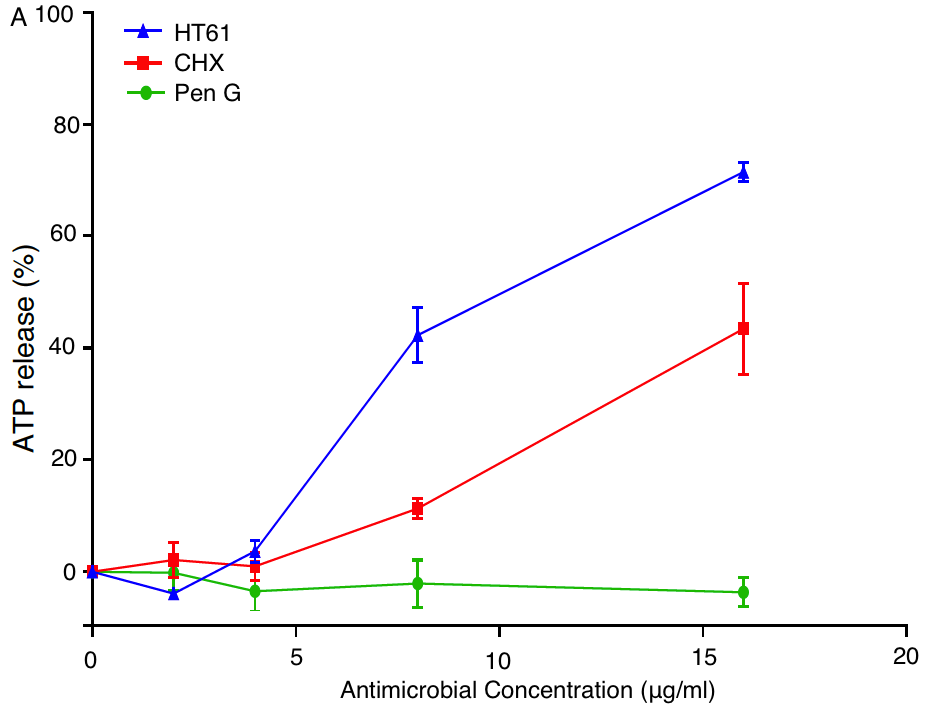 A
100
HT61
CHX
Pen G
80
60
40
20
0
ATP release (%)
0 5 10 15 20
Antimicrobial Concentration (µg/ml)